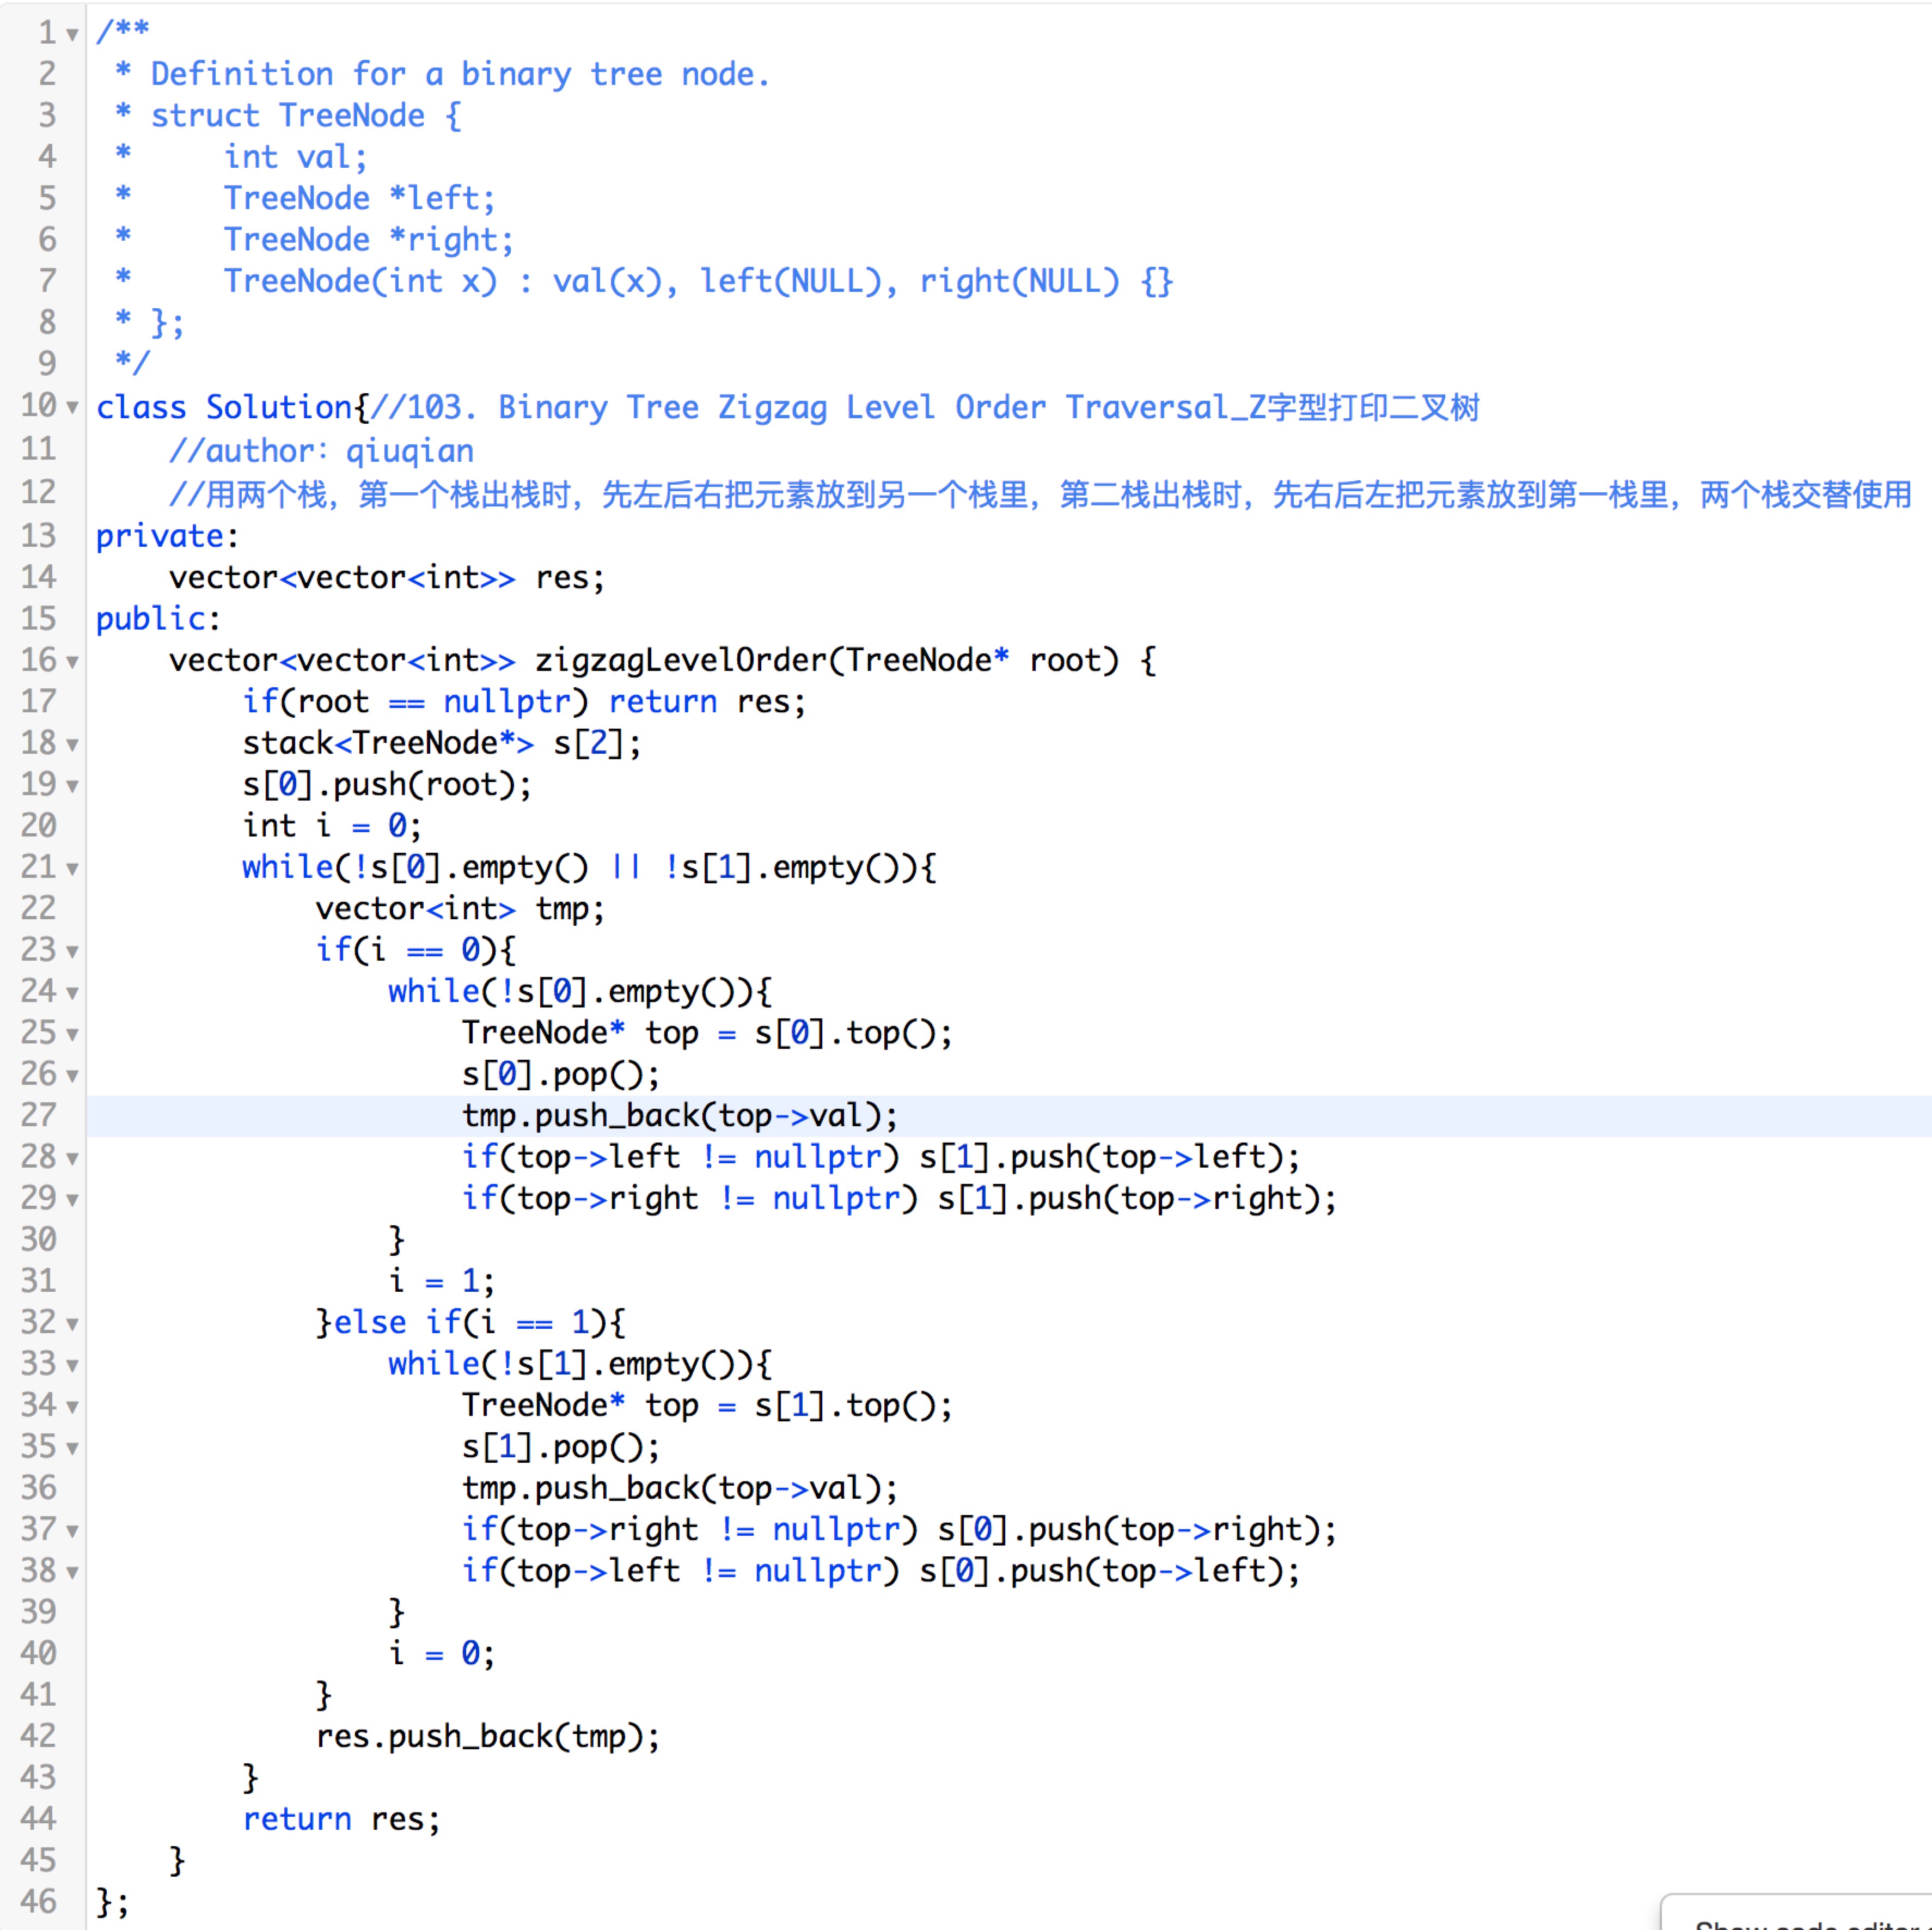 1 /**
2  * Definition for a binary tree node.
3  * struct TreeNode {
4  *     int val;
5  *     TreeNode *left;
6  *     TreeNode *right;
7  *     TreeNode(int x) : val(x), left(NULL), right(NULL) {}
8  * };
9  */
10 class Solution{//103. Binary Tree Zigzag Level Order Traversal_Z字型打印二叉树
11     //author：qiuqian
12     //用两个栈，第一个栈出栈时，先左后右把元素放到另一个栈里，第二栈出栈时，先右后左把元素放到第一栈里，两个栈交替使用
13 private:
14     vector<vector<int>> res;
15 public:
16     vector<vector<int>> zigzagLevelOrder(TreeNode* root) {
17         if(root == nullptr) return res;
18         stack<TreeNode*> s[2];
19         s[0].push(root);
20         int i = 0;
21         while(!s[0].empty() || !s[1].empty()){
22             vector<int> tmp;
23             if(i == 0){
24                 while(!s[0].empty()){
25                     TreeNode* top = s[0].top();
26                     s[0].pop();
27                     tmp.push_back(top->val);
28                     if(top->left != nullptr) s[1].push(top->left);
29                     if(top->right != nullptr) s[1].push(top->right);
30                 }
31                 i = 1;
32             }else if(i == 1){
33                 while(!s[1].empty()){
34                     TreeNode* top = s[1].top();
35                     s[1].pop();
36                     tmp.push_back(top->val);
37                     if(top->right != nullptr) s[0].push(top->right);
38                     if(top->left != nullptr) s[0].push(top->left);
39                 }
40                 i = 0;
41             }
42             res.push_back(tmp);
43         }
44         return res;
45     }
46 };
Show code editor